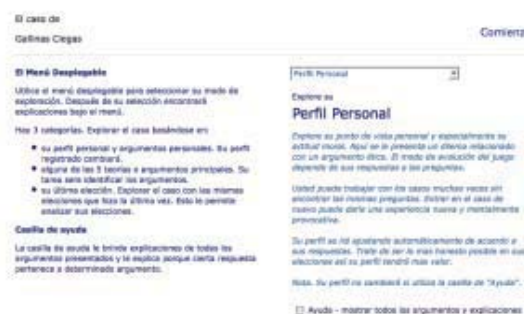 El caso de
Gallinas Ciegas
Comienza
El Menú Desplegable
Utilice el menú desplegable para seleccionar su modo de
exploración. Después de su selección encontrará
explicaciones bajo el menú.
Hay 3 categorías. Explorar el caso basándose en:
su perfil personal y argumentos personales. Su perfil
registrado cambiará.
alguna de las 5 teorías o argumentos principales. Su
tarea será identificar los argumentos.
su última elección. Explorar el caso con las mismas
elecciones que hizo la última vez. Esto le permite
analizar sus elecciones.
Casilla de ayuda
La casilla de ayuda le brinda explicaciones de todos los
argumentos presentados y le explica porque cierta respuesta
pertenece a determinado argumento.
Perfil Personal
Explore su
Perfil Personal
Explore su punto de vista personal y especialmente su
actitud moral. Aquí se le presenta un dilema relacionado
con un argumento ético. El modo de evolución del juego
depende de sus respuestas a las preguntas.
Usted puede trabajar con los casos muchas veces sin
encontrar las mismas preguntas. Entrar en el caso de
nuevo puede darle una experiencia nueva y mentalmente
provocativa.
Su perfil se irá ajustando automáticamente de acuerdo a
sus respuestas. Trate de ser lo mas honesto posible en sus
elecciones así su perfil tendrá mas valor.
Nota. Su perfil no cambiará si utiliza la casilla de "Ayuda".
Ayuda - mostrar todos los argumentos y explicaciones